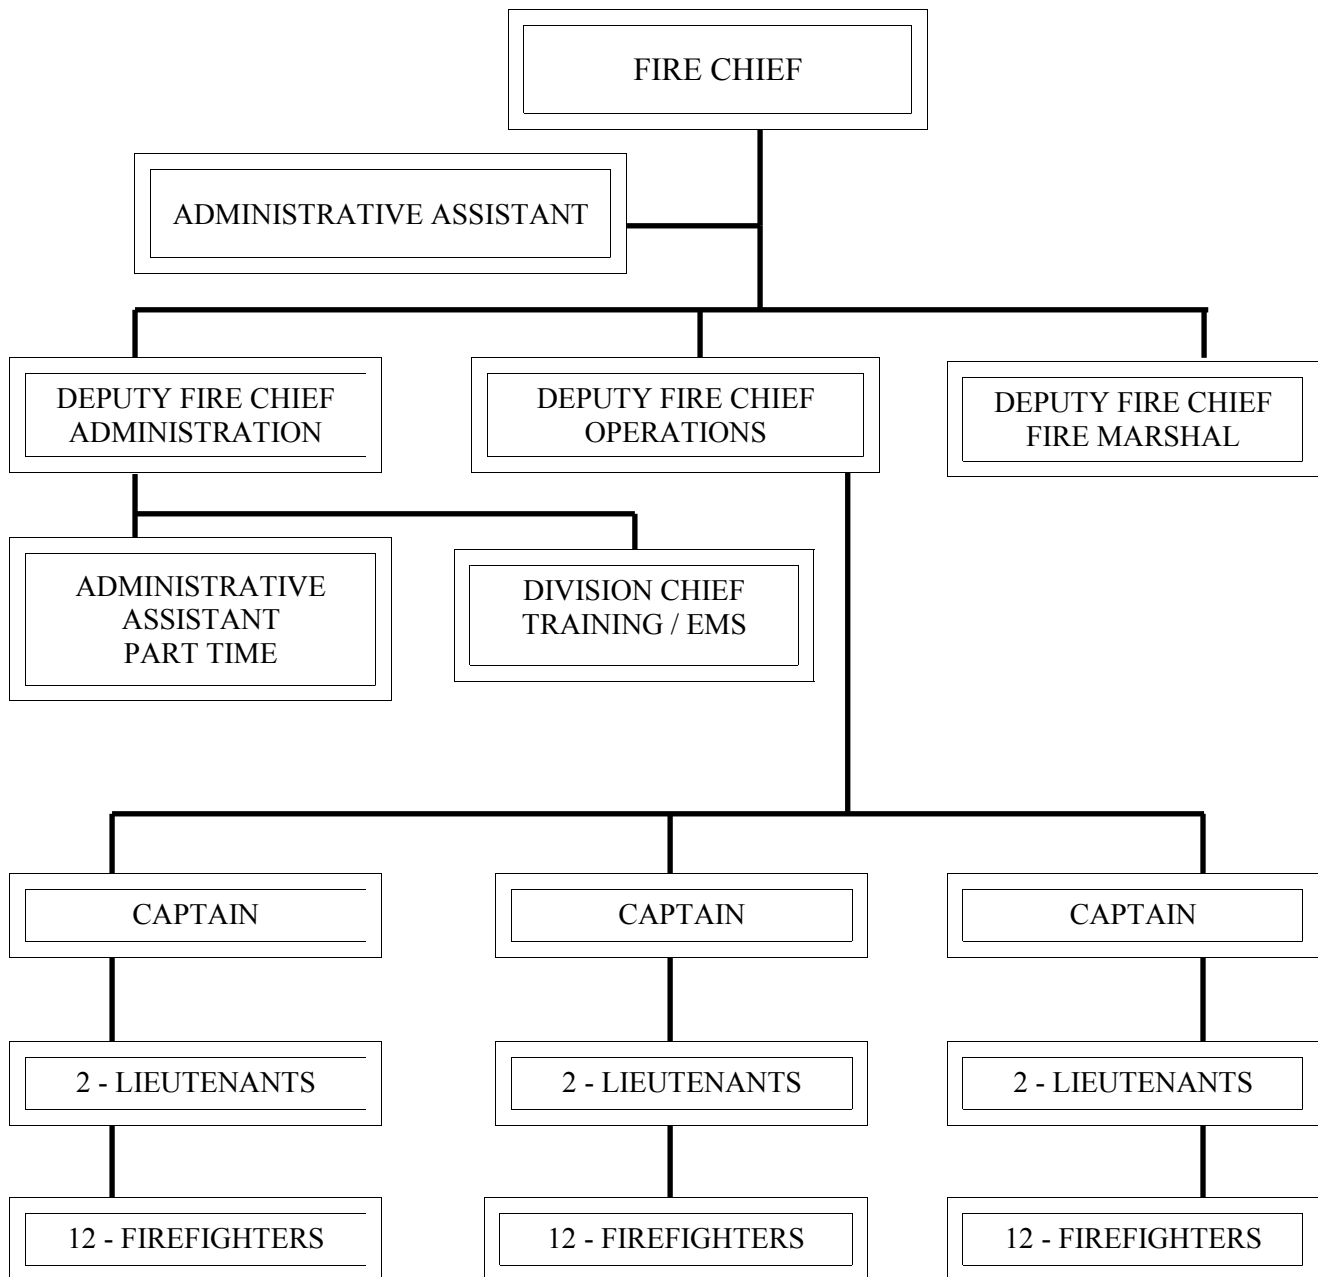 FIRE CHIEF
ADMINISTRATIVE ASSISTANT
DEPUTY FIRE CHIEF
ADMINISTRATION
DEPUTY FIRE CHIEF
OPERATIONS
DEPUTY FIRE CHIEF
FIRE MARSHAL
ADMINISTRATIVE
ASSISTANT
PART TIME
DIVISION CHIEF
TRAINING / EMS
CAPTAIN
CAPTAIN
CAPTAIN
2 - LIEUTENANTS
2 - LIEUTENANTS
2 - LIEUTENANTS
12 - FIREFIGHTERS
12 - FIREFIGHTERS
12 - FIREFIGHTERS